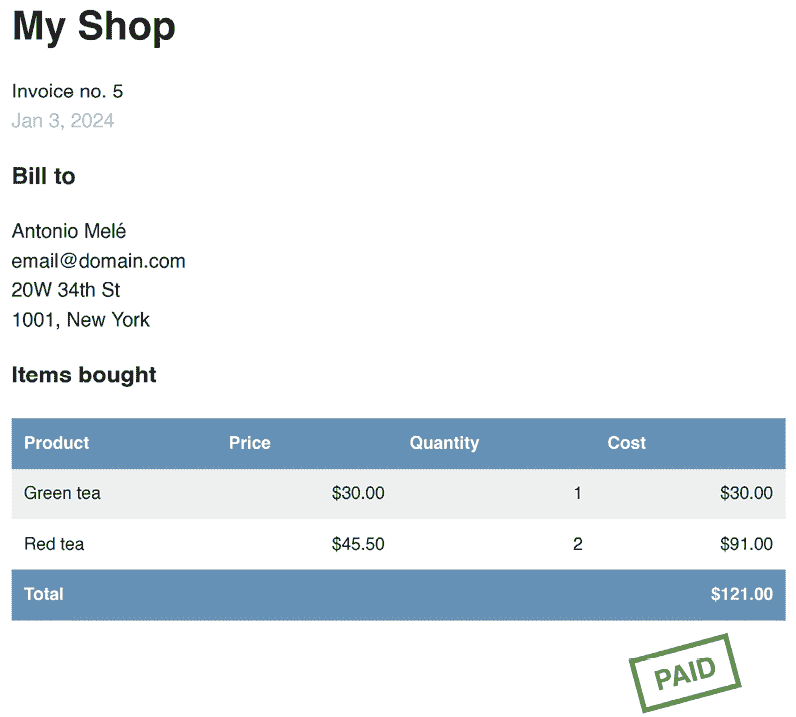 My Shop
Invoice no. 5
Jan 3, 2024
Bill to
Antonio Melé
email@domain.com
20W 34th St
1001, New York
Items bought
Product Price Quantity Cost
Green tea $30.00 1 $30.00
Red tea $45.50 2 $91.00
Total $121.00
PAID